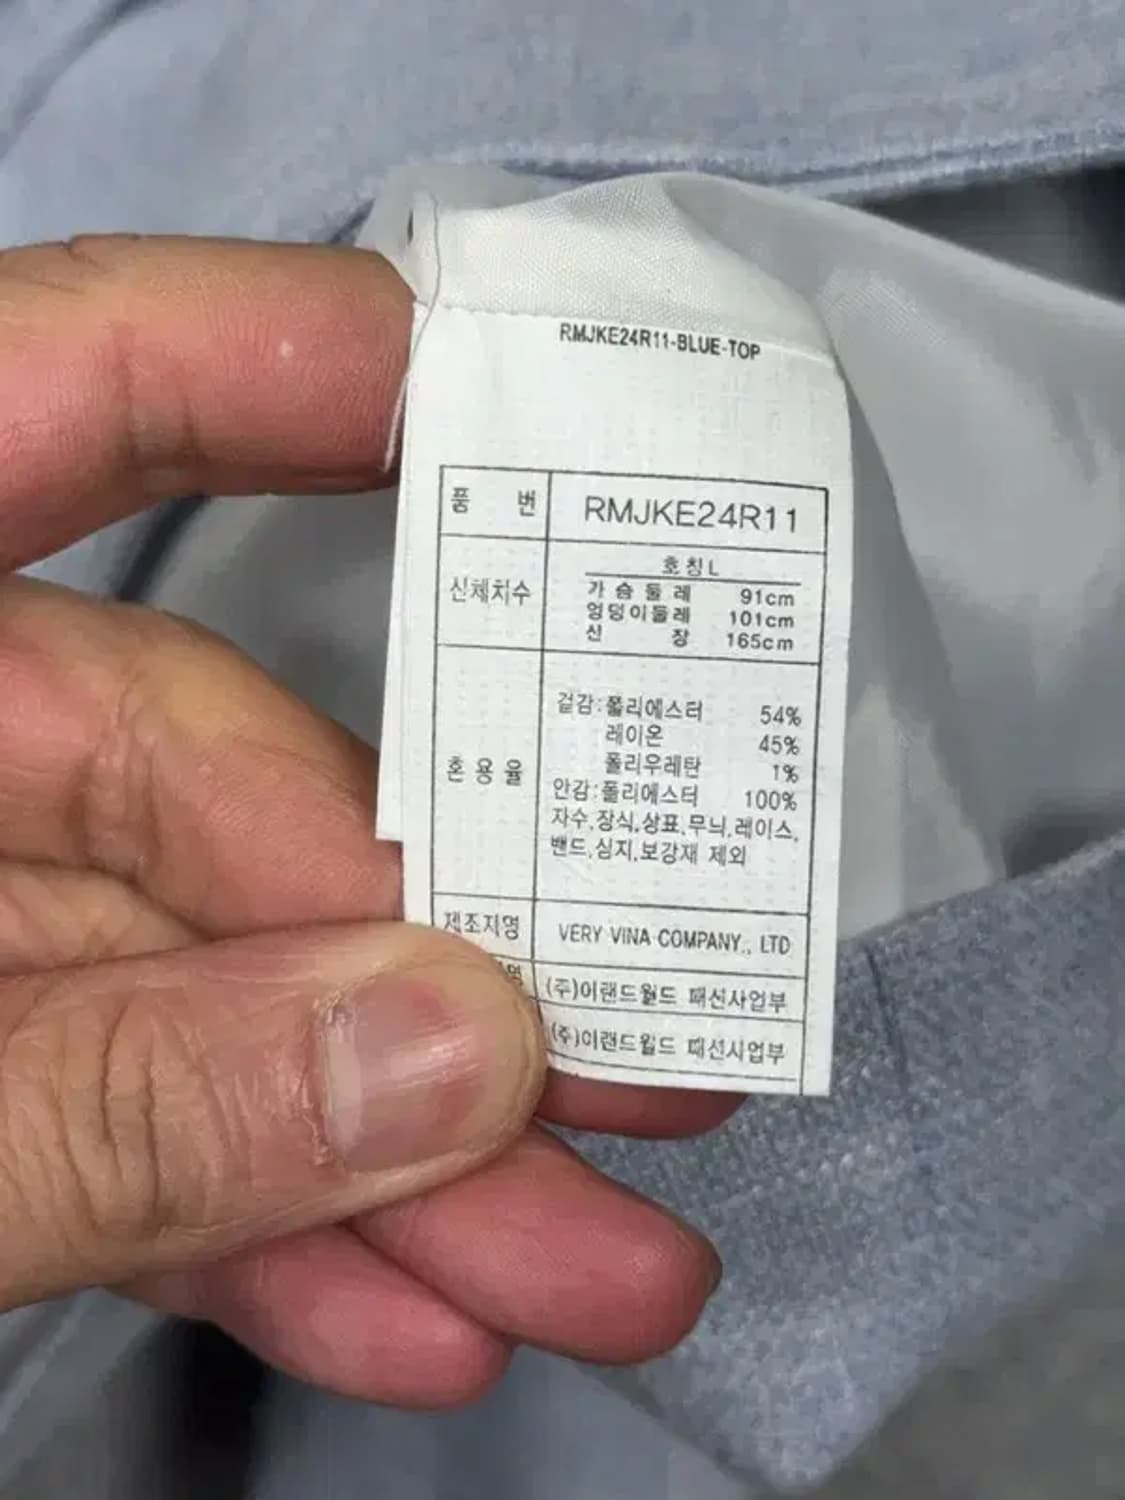 RMJKE24R11-BLUE-TOP
품 번 RMJKE24R11
신체치수
호칭 L
가슴둘레 91cm
엉덩이둘레 101cm
신 장 165cm
혼용율
겉감:폴리에스터 54%
레이온 45%
폴리우레탄 1%
안감:폴리에스터 100%
자수,장식,상표,무늬,레이스,
밴드,심지,보강재 제외
제조자명 VERY VINA COMPANY., LTD
명 (주)이랜드월드 패션사업부
(주)이랜드월드 패션사업부